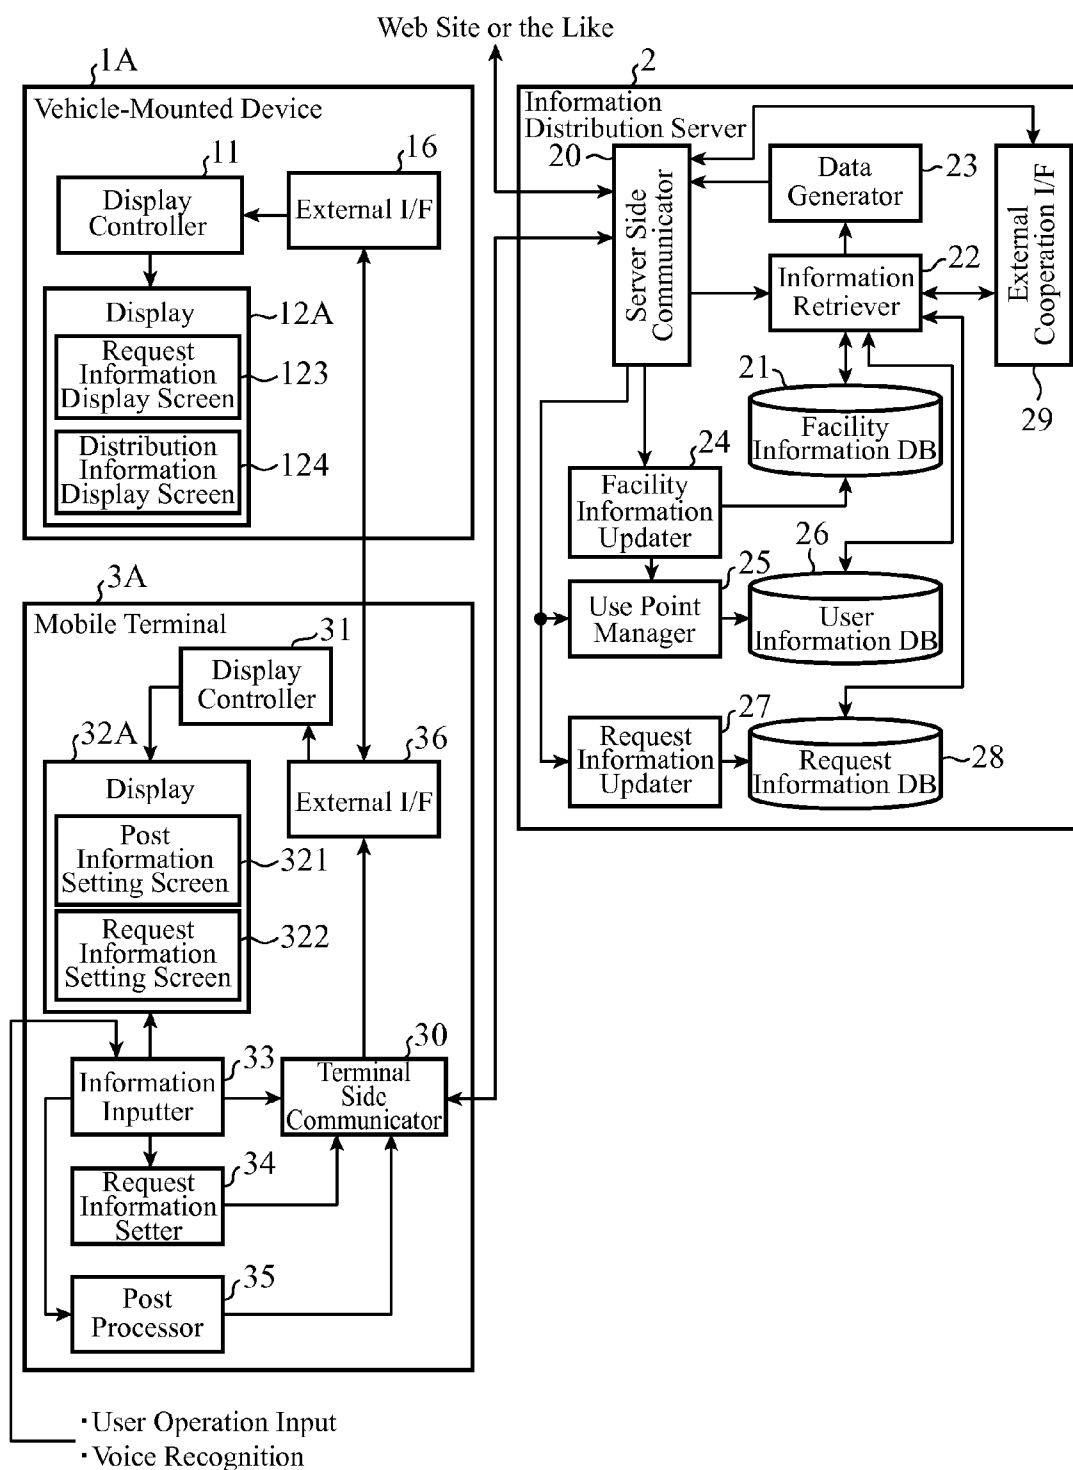 Web Site or the Like
1A
Vehicle-Mounted Device
11
Display
Controller
16
External I/F
Display
12A
Request
Information
Display Screen
123
Distribution
Information
Display Screen
124
2
Information
Distribution Server
20
Server Side
Communicator
Data
Generator
23
Information
Retriever
22
External
Cooperation I/F
29
21
Facility
Information DB
24
Facility
Information
Updater
25
Use Point
Manager
26
User
Information DB
27
Request
Information
Updater
Request
Information DB
28
3A
Mobile Terminal
31
Display
Controller
32A
Display
36
External I/F
Post
Information
Setting Screen
321
Request
Information
Setting Screen
322
33
Information
Inputter
30
Terminal
Side
Communicator
34
Request
Information
Setter
35
Post
Processor
・User Operation Input
・Voice Recognition